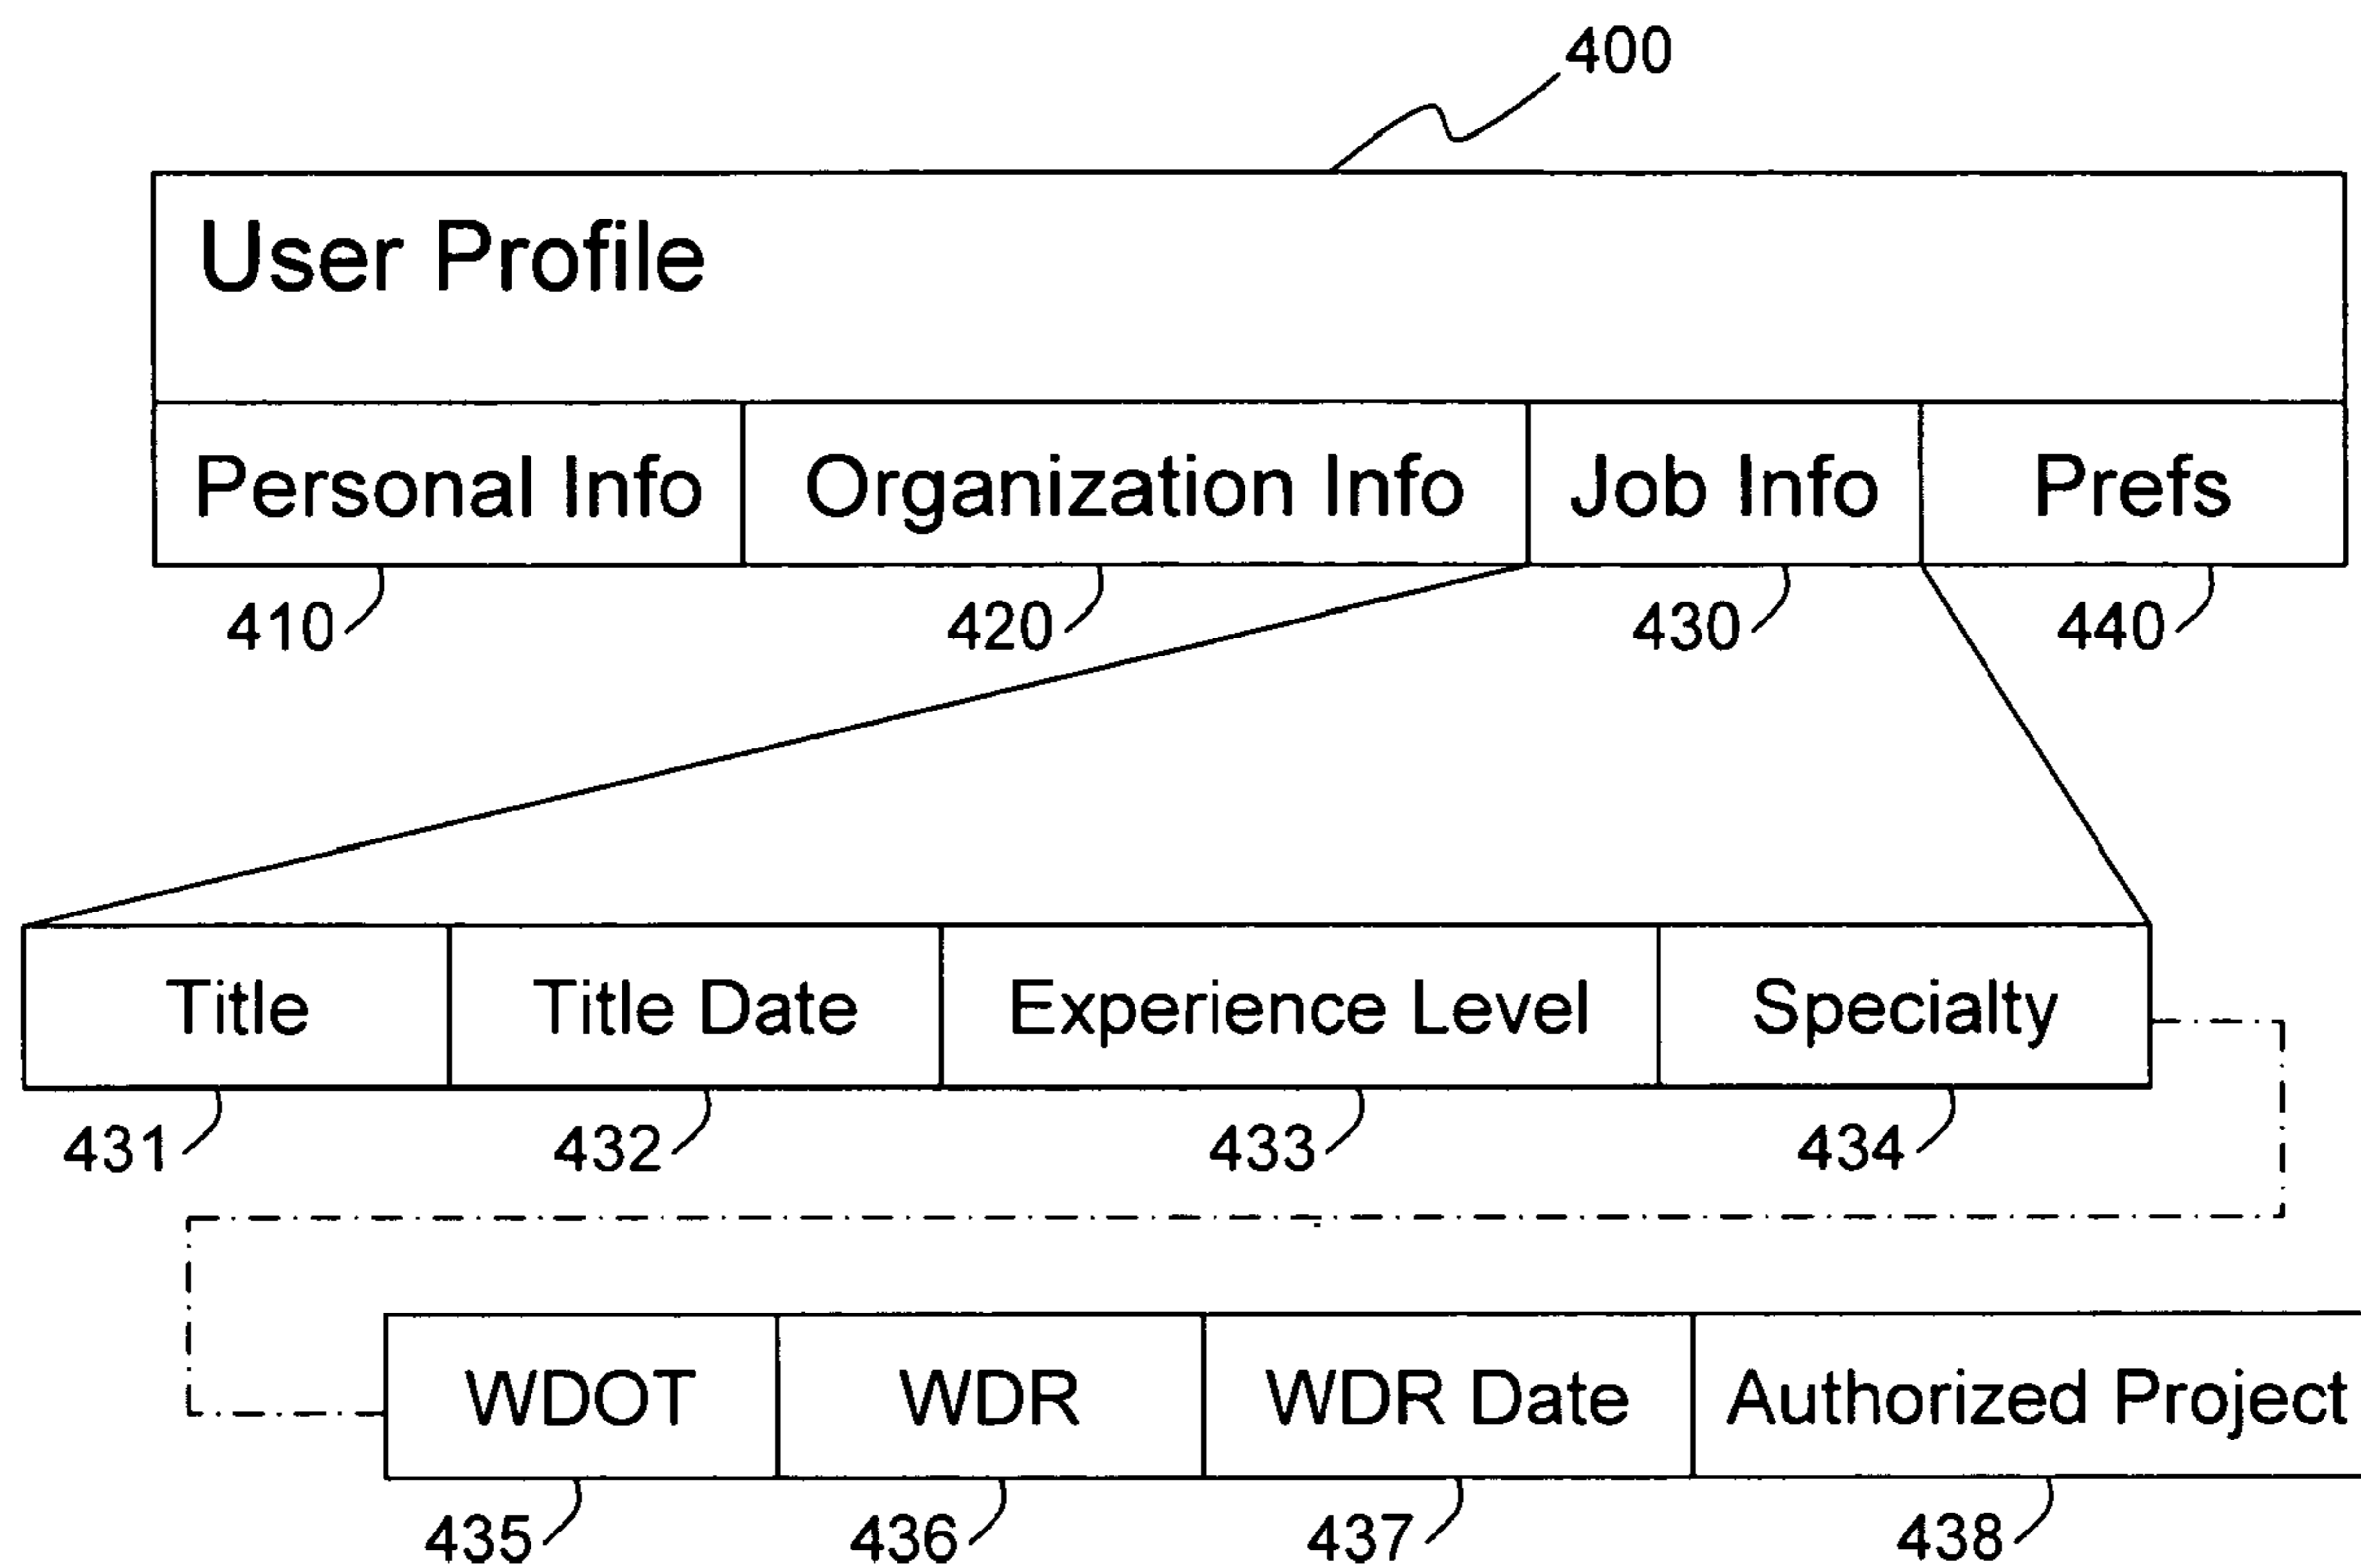 400
User Profile
Personal Info Organization Info Job Info Prefs
410 420 430 440
Title Title Date Experience Level Specialty
431 432 433 434
WDOT WDR WDR Date Authorized Project
435 436 437 438